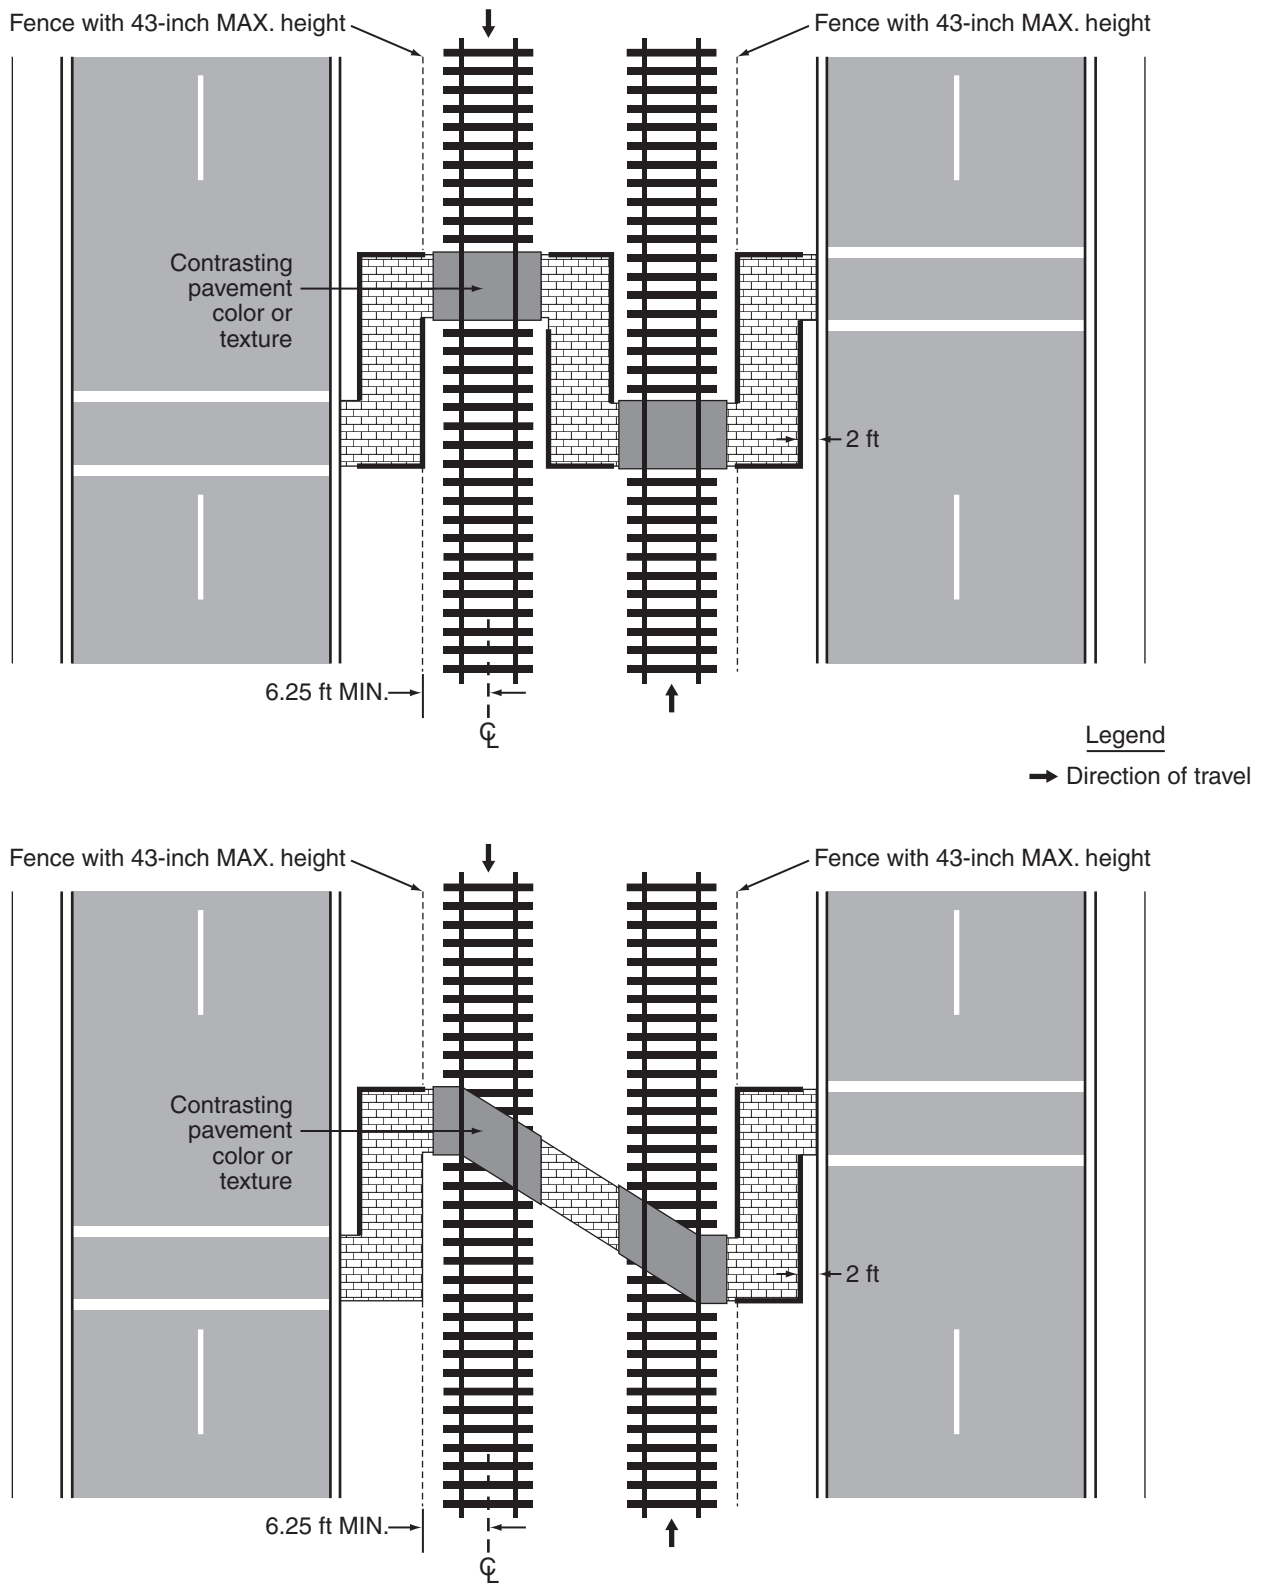 Fence with 43-inch MAX. height
Fence with 43-inch MAX. height
Contrasting
pavement
color or
texture
2 ft
6.25 ft MIN.
℄
Legend
Direction of travel
Fence with 43-inch MAX. height
Fence with 43-inch MAX. height
Contrasting
pavement
color or
texture
2 ft
6.25 ft MIN.
℄